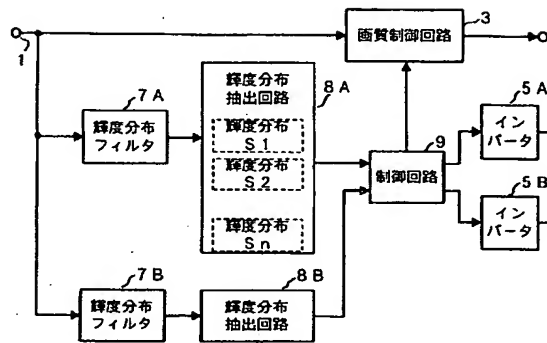 3
画質制御回路
1
7A
輝度分布
フィルタ
8A
輝度分布
抽出回路
輝度分布
S1
輝度分布
S2
輝度分布
Sn
9
制御回路
5A
イン
バータ
5B
イン
バータ
7B
輝度分布
フィルタ
8B
輝度分布
抽出回路